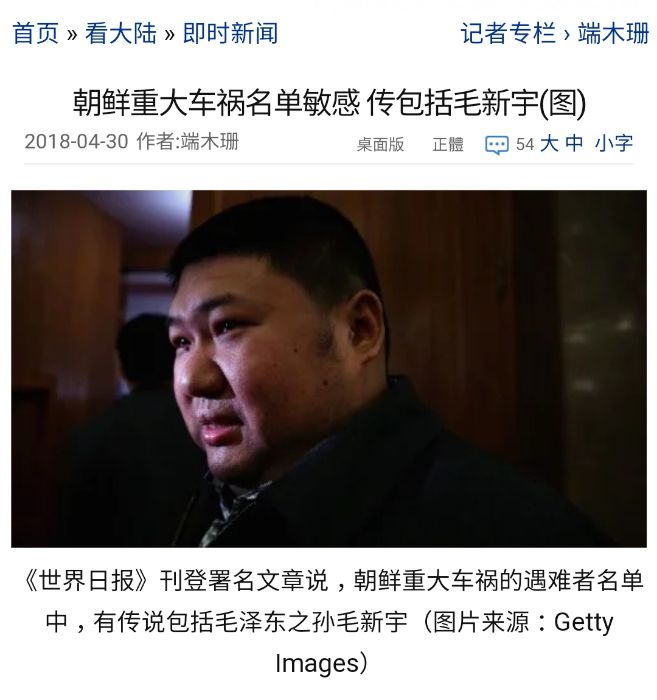 首页 » 看大陆 » 即时新闻 记者专栏 › 端木珊
朝鲜重大车祸名单敏感 传包括毛新宇(图)
2018-04-30 作者:端木珊 桌面版 正體 54 大 中 小字
《世界日报》刊登署名文章说，朝鲜重大车祸的遇难者名单
中，有传说包括毛泽东之孙毛新宇（图片来源：Getty
Images）